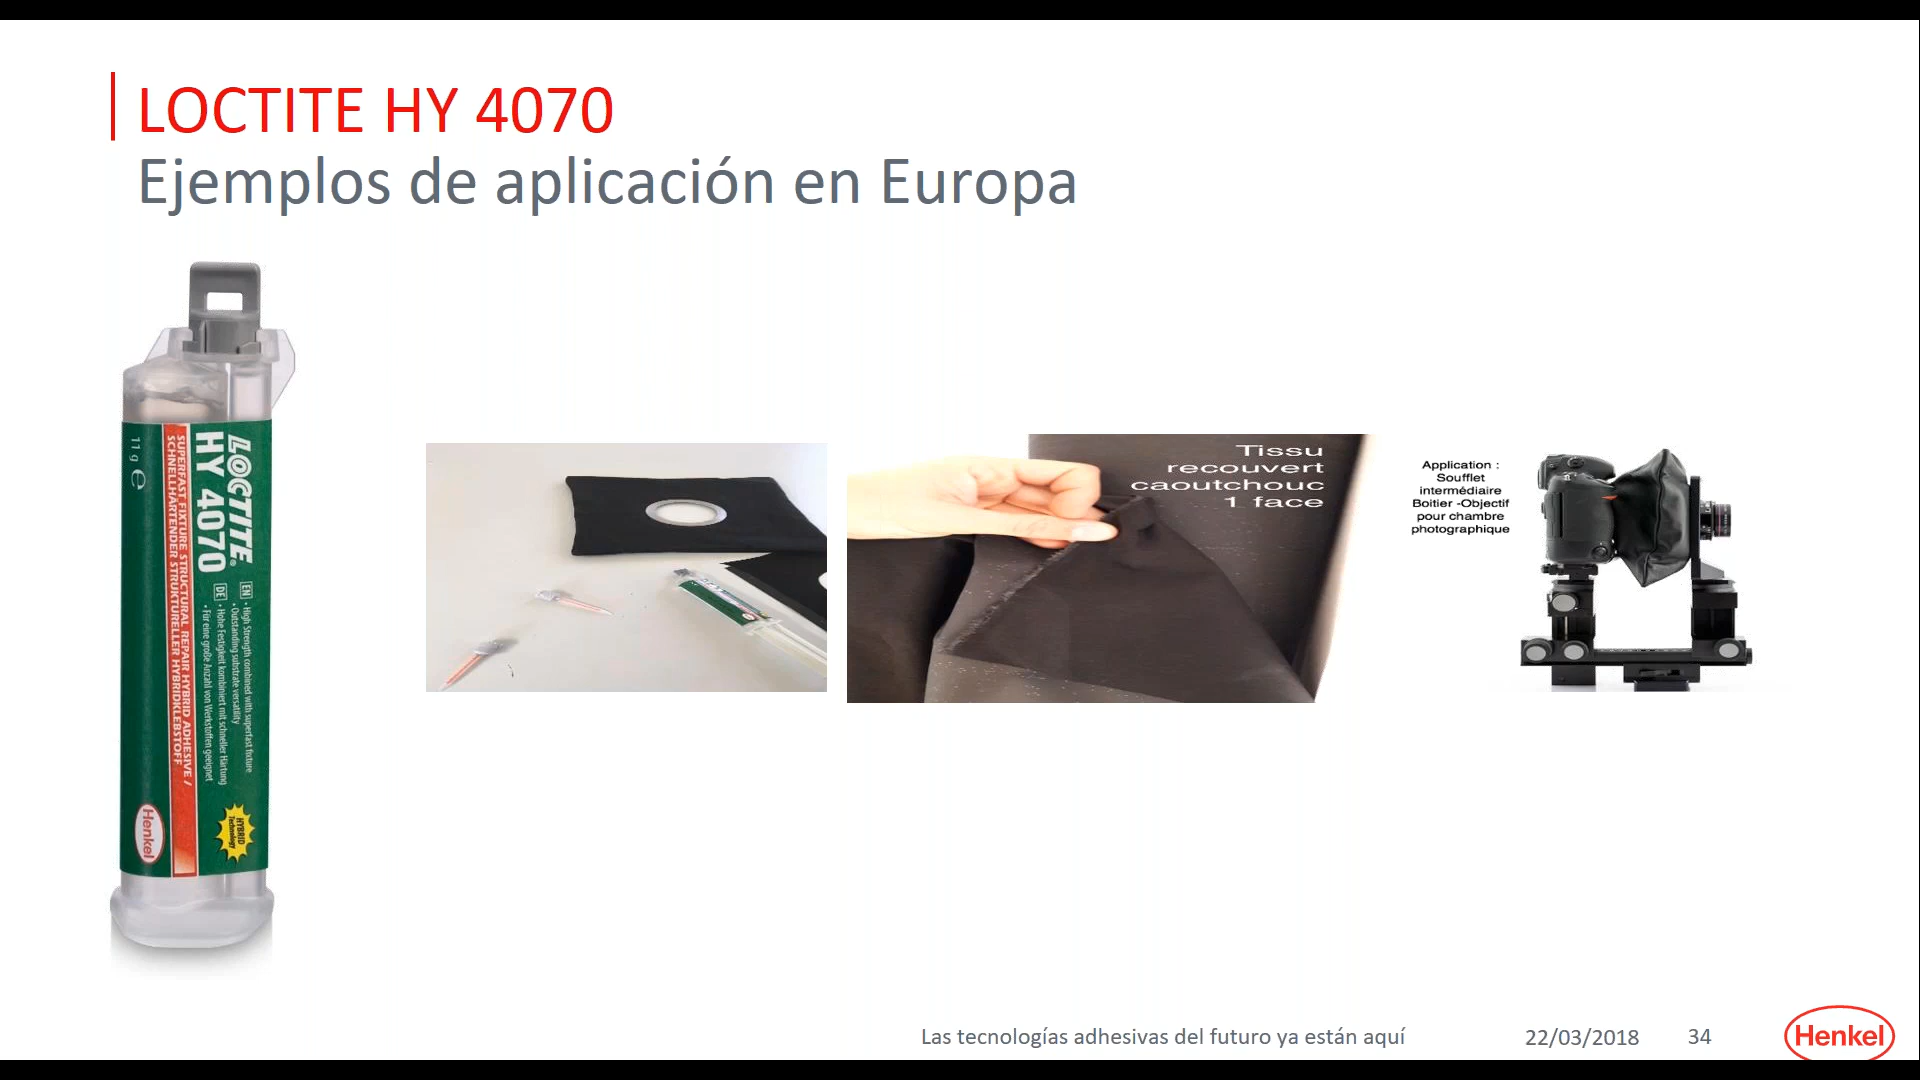 LOCTITE HY 4070
Ejemplos de aplicación en Europa
LOCTITE®
HY 4070
SUPERFAST FIXTURE STRUCTURAL REPAIR HYBRID ADHESIVE /
SCHNELLHÄRTENDER STRUKTURELLER HYBRIDKLEBSTOFF
11 g ℮
EN
• High Strength combined with superfast fixture
• Outstanding substrate versatility
DE
• Hohe Festigkeit kombiniert mit schneller Härtung
• Für eine große Anzahl von Werkstoffen geeignet
HYBRID
Technology
Henkel
Tissu
recouvert
caoutchouc
1 face
Application :
Soufflet
intermédiaire
Boitier -Objectif
pour chambre
photographique
Las tecnologías adhesivas del futuro ya están aquí
22/03/2018
34
Henkel